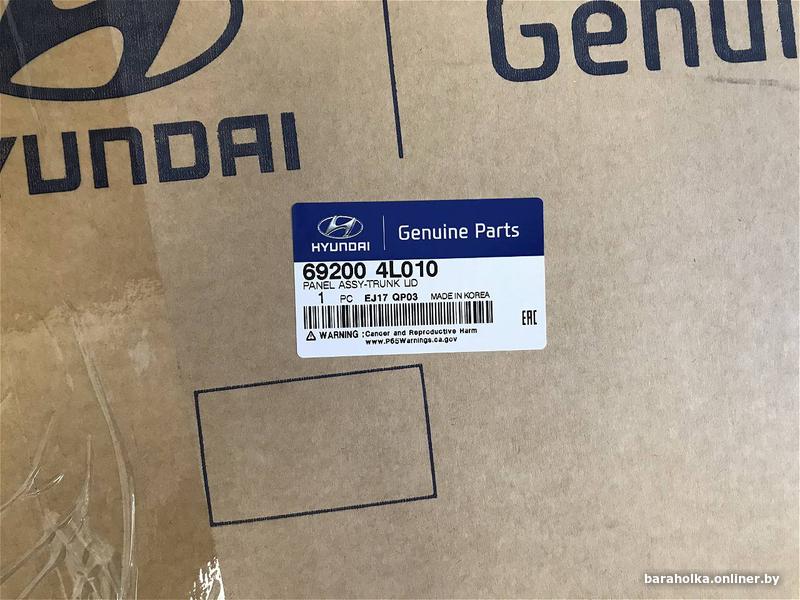 Genui
HYUNDAI
HYUNDAI
Genuine Parts
69200 4L010
PANEL ASSY-TRUNK LID
1 PC EJ17 QP03 MADE IN KOREA
EAC
WARNING : Cancer and Reproductive Harm
www.P65Warnings.ca.gov
baraholka.onliner.by